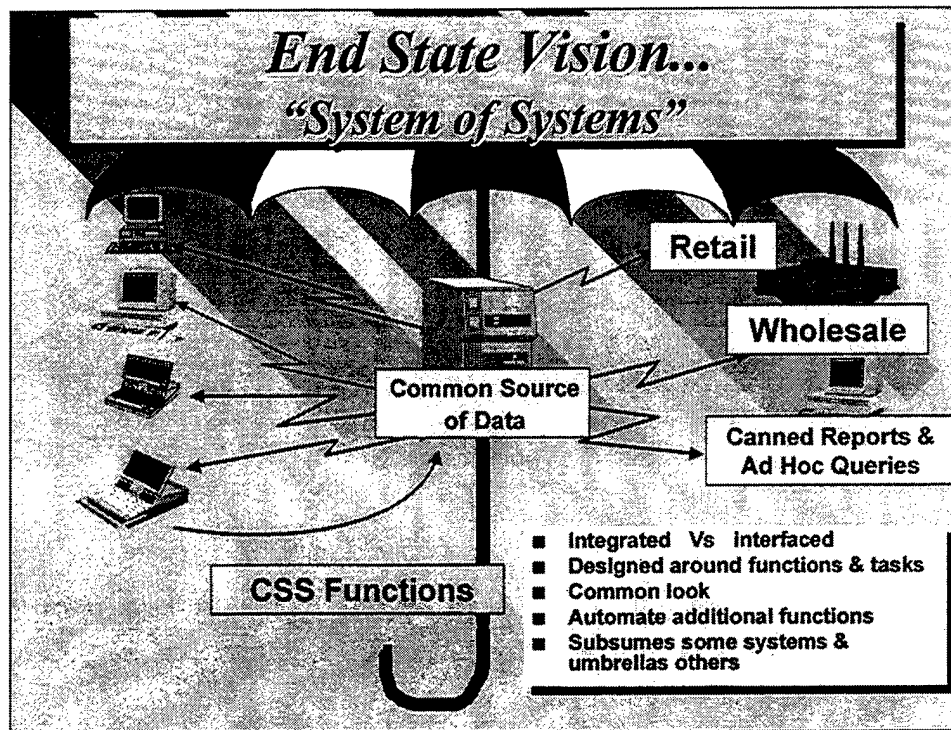 End State Vision...
“System of Systems”
Retail
Wholesale
Common Source
of Data
Canned Reports &
Ad Hoc Queries
CSS Functions
■ Integrated Vs interfaced
■ Designed around functions & tasks
■ Common look
■ Automate additional functions
■ Subsumes some systems &
umbrellas others